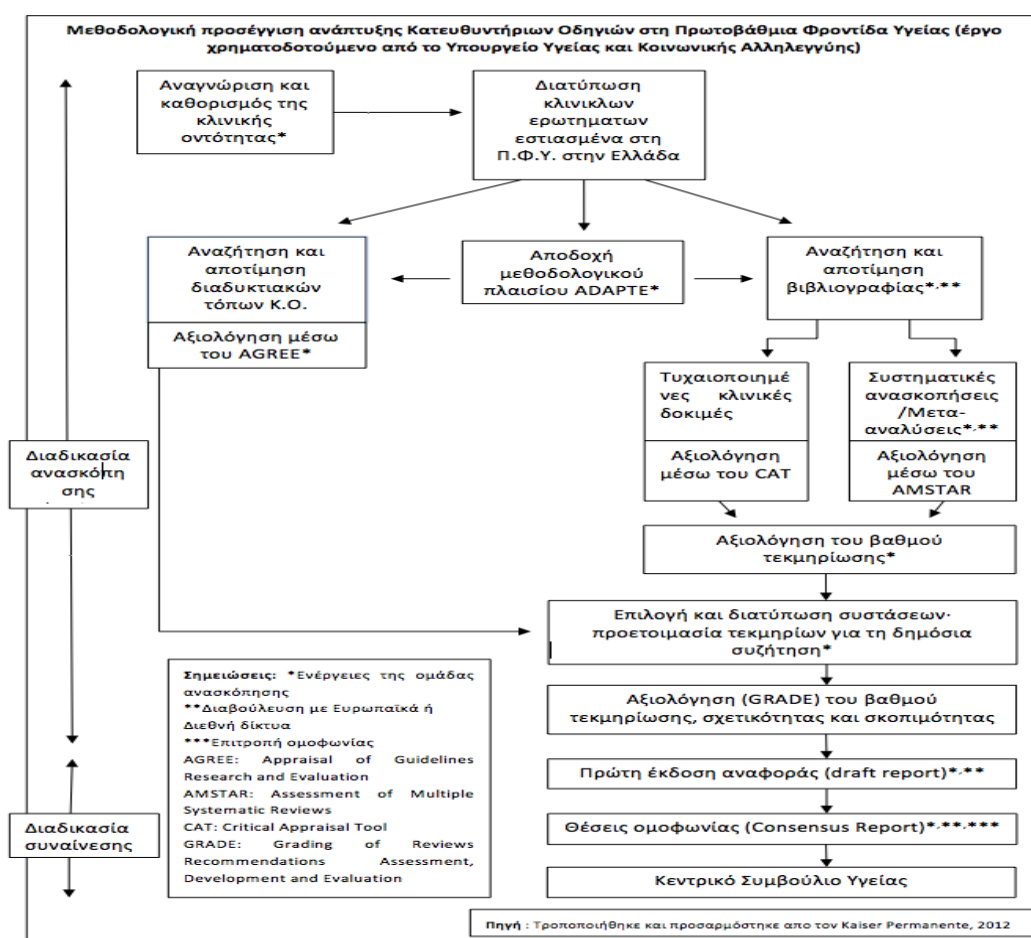 Μεθοδολογική προσέγγιση ανάπτυξης Κατευθυντήριων Οδηγιών στη Πρωτοβάθμια Φροντίδα Υγείας (έργο
χρηματοδοτούμενο από το Υπουργείο Υγείας και Κοινωνικής Αλληλεγγύης)
Αναγνώριση και
καθορισμός της
κλινικής
οντότητας*
Διατύπωση
κλινικλων
ερωτηματων
εστιασμένα στη
Π.Φ.Υ. στην Ελλάδα
Αναζήτηση και
αποτίμηση
διαδυκτιακών
τόπων Κ.Ο.
Αξιολόγηση μέσω
του AGREE*
Αποδοχή
μεθοδολογικού
πλαισίου ADAPTE*
Αναζήτηση και
αποτίμηση
βιβλιογραφίας*,**
Τυχαιοποιημέ
νες κλινικές
δοκιμές
Αξιολόγηση
μέσω του CAT
Συστηματικές
ανασκοπήσεις
/Μετα-
αναλύσεις*,**
Αξιολόγηση
μέσω του
AMSTAR
Διαδικασία
ανασκόπη
σης
Αξιολόγηση του βαθμού
τεκμηρίωσης*
Επιλογή και διατύπωση συστάσεων·
προετοιμασία τεκμηρίων για τη δημόσια
συζήτηση*
Αξιολόγηση (GRADE) του βαθμού
τεκμηρίωσης, σχετικότητας και σκοπιμότητας
Πρώτη έκδοση αναφοράς (draft report)*,**
Θέσεις ομοφωνίας (Consensus Report)*,**,***
Κεντρικό Συμβούλιο Υγείας
Διαδικασία
συναίνεσης
Σημειώσεις: *Ενέργειες της ομάδας
ανασκόπησης
**Διαβούλευση με Ευρωπαϊκά ή
Διεθνή δίκτυα
***Επιτροπή ομοφωνίας
AGREE: Appraisal of Guidelines
Research and Evaluation
AMSTAR: Assessment of Multiple
Systematic Reviews
CAT: Critical Appraisal Tool
GRADE: Grading of Reviews
Recommendations Assessment,
Development and Evaluation
Πηγή : Τροποποιήθηκε και προσαρμόστηκε απο τον Kaiser Permanente, 2012